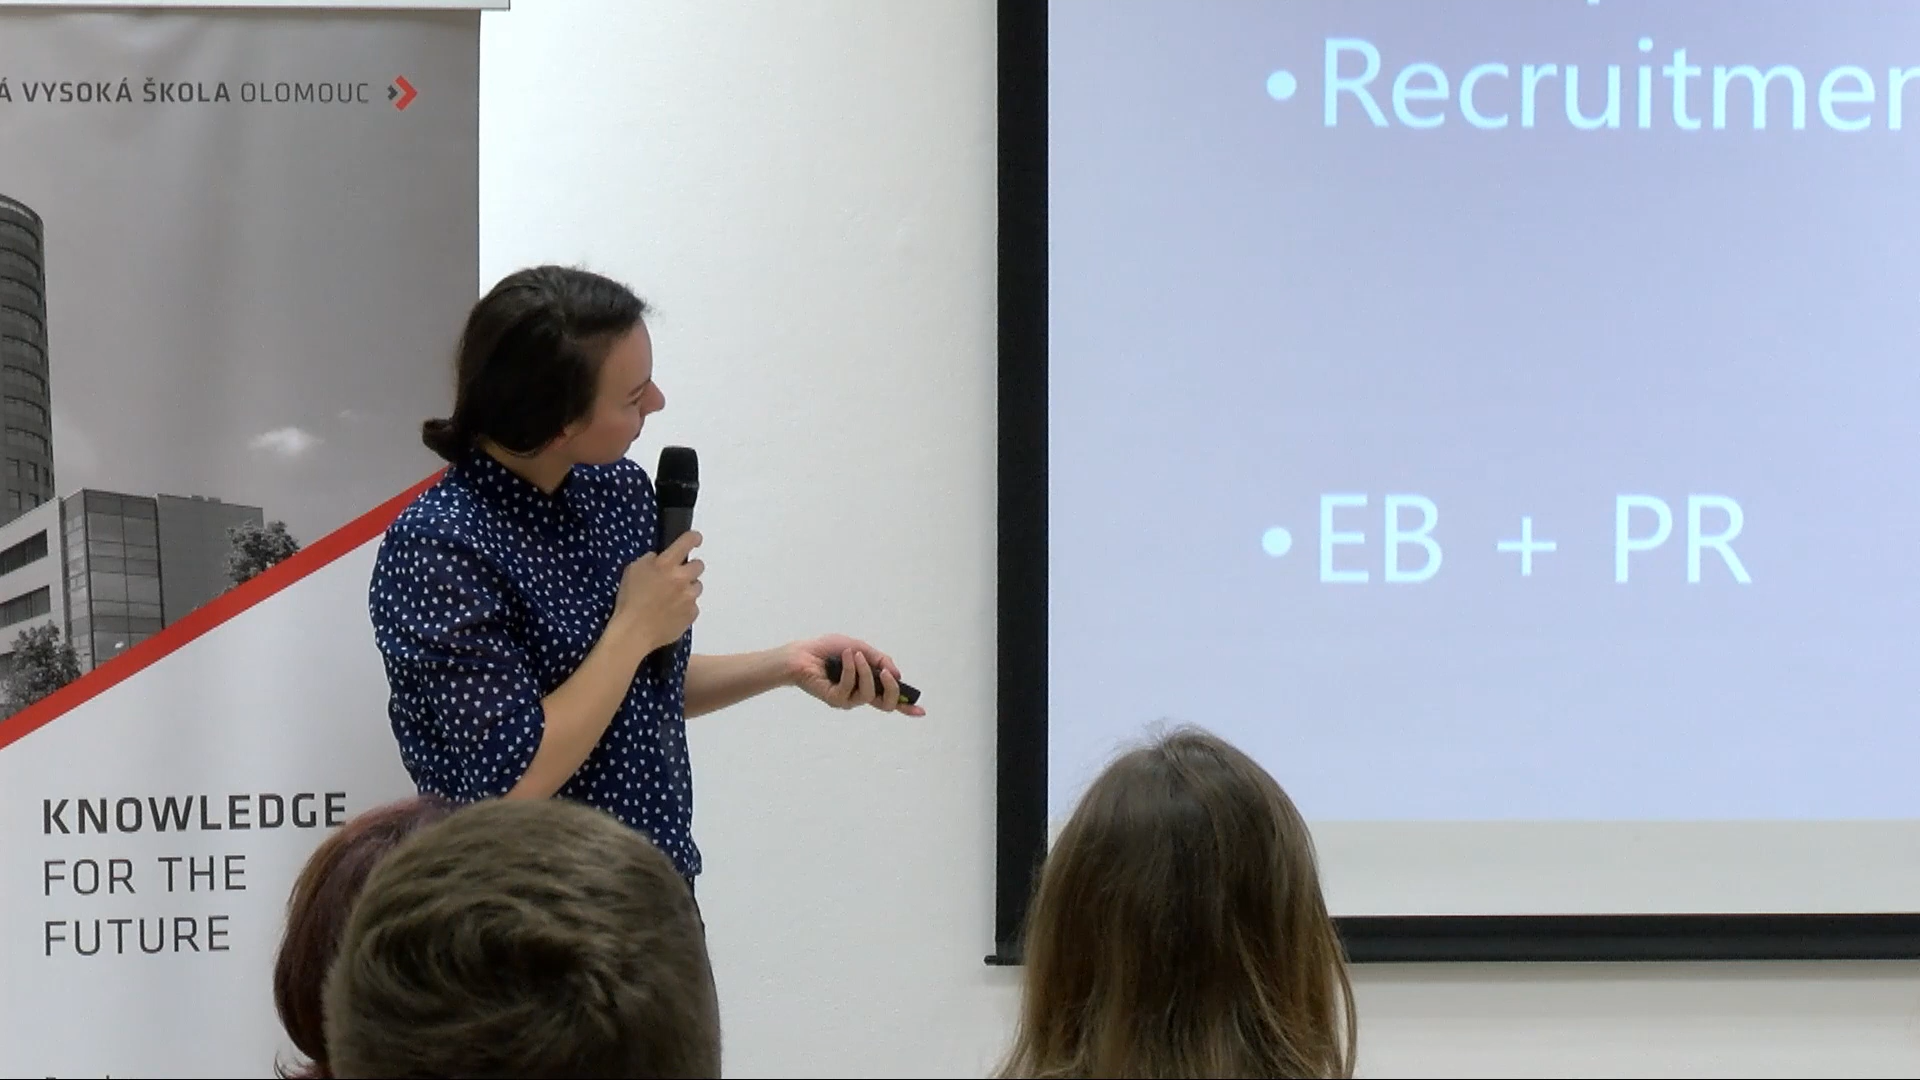 VYSOKÁ ŠKOLA OLOMOUC
KNOWLEDGE
FOR THE
FUTURE
•Recruitmen
•EB + PR